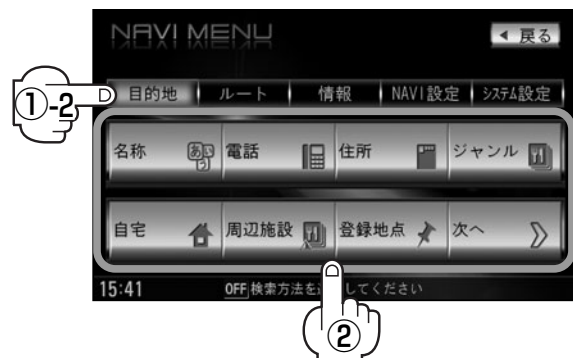 NAVI MENU
戻る
①-2
目的地 ルート 情報 NAVI設定 システム設定
名称 あいう 電話 住所 ジャンル
自宅 周辺施設 登録地点 次へ
15:41 OFF 検索方法を してください
②